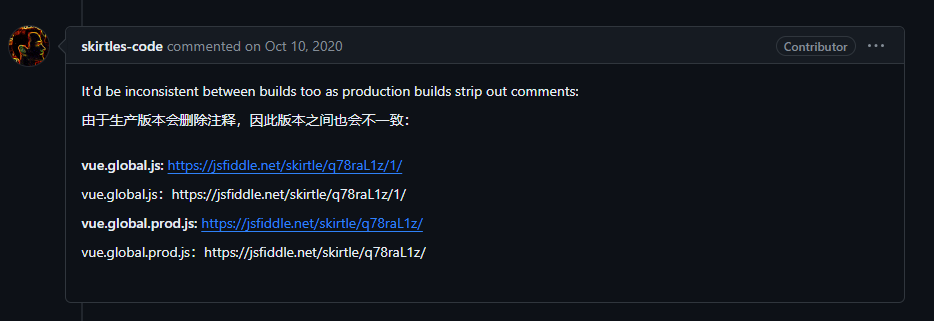 skirtles-code commented on Oct 10, 2020
Contributor
It'd be inconsistent between builds too as production builds strip out comments:
由于生产版本会删除注释，因此版本之间也会不一致：
vue.global.js: https://jsfiddle.net/skirtle/q78raL1z/1/
vue.global.js：https://jsfiddle.net/skirtle/q78raL1z/1/
vue.global.prod.js: https://jsfiddle.net/skirtle/q78raL1z/
vue.global.prod.js：https://jsfiddle.net/skirtle/q78raL1z/